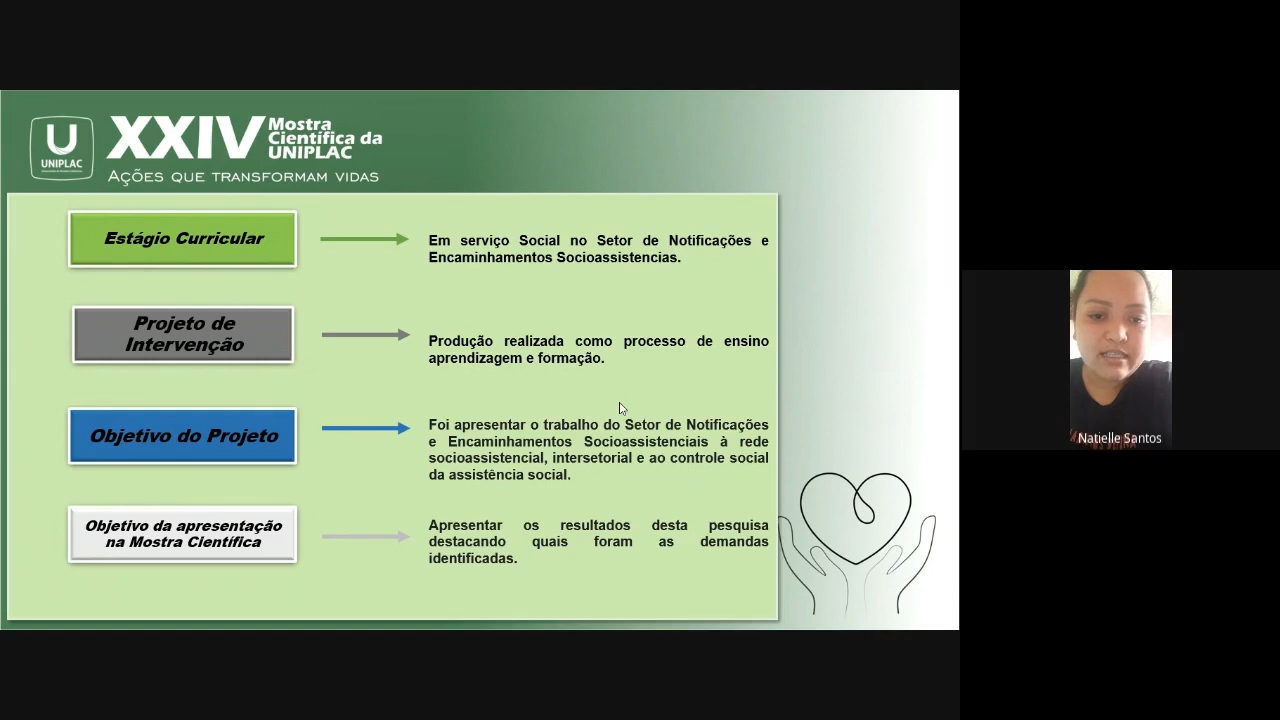 U
UNIPLAC
XXIV Mostra
Científica da
UNIPLAC
AÇÕES QUE TRANSFORMAM VIDAS
Estágio Curricular
Em serviço Social no Setor de Notificações e
Encaminhamentos Socioassistencias.
Projeto de
Intervenção
Produção realizada como processo de ensino
aprendizagem e formação.
Objetivo do Projeto
Foi apresentar o trabalho do Setor de Notificações
e Encaminhamentos Socioassistenciais à rede
socioassistencial, intersetorial e ao controle social
da assistência social.
Objetivo da apresentação
na Mostra Científica
Apresentar os resultados desta pesquisa
destacando quais foram as demandas
identificadas.
Natielle Santos